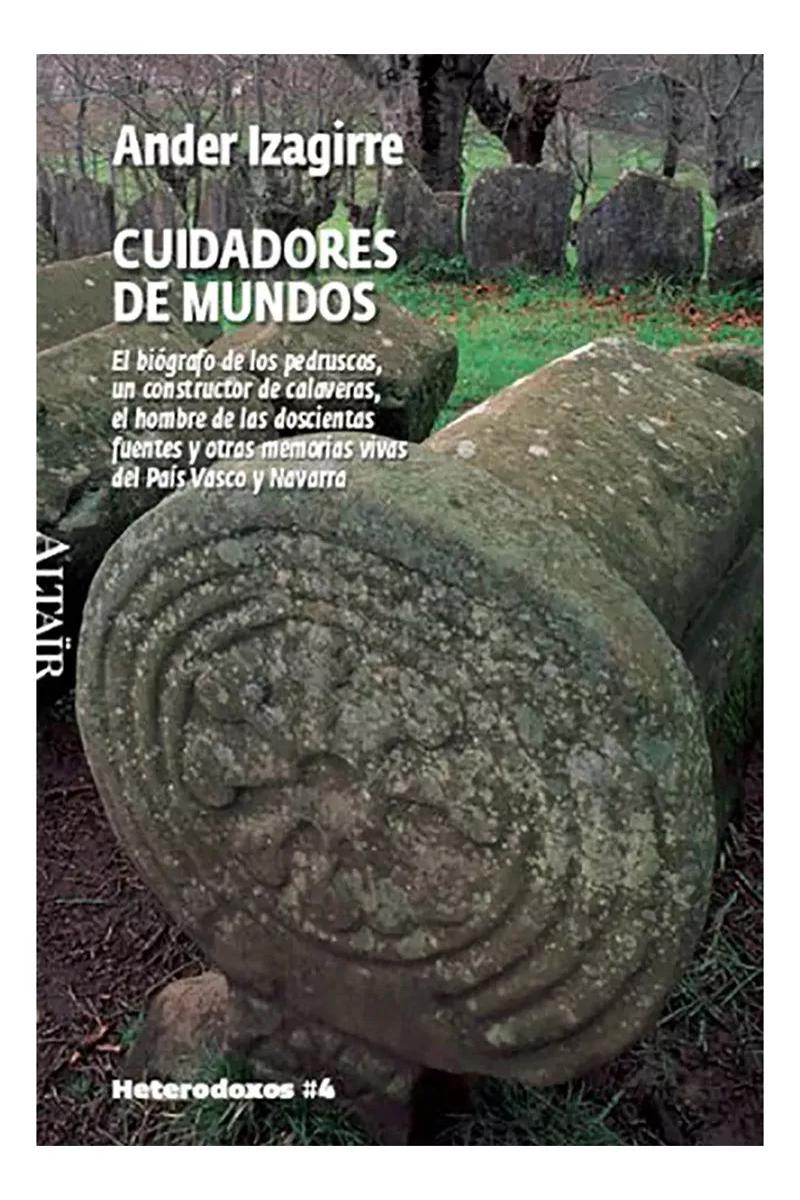 Ander Izagirre
CUIDADORES
DE MUNDOS
El biógrafo de los pedruscos,
un constructor de calaveras,
el hombre de las doscientas
fuentes y otras memorias vivas
del País Vasco y Navarra
ALTAÏR
Heterodoxos #4